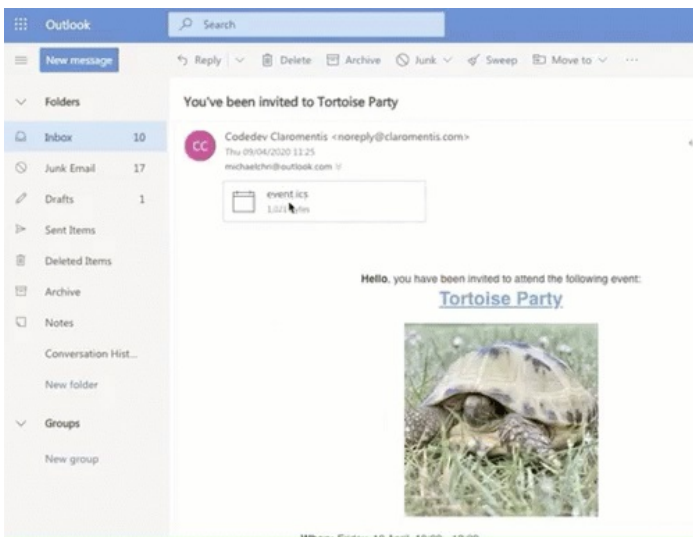 Outlook
Search
New message
Reply
Delete
Archive
Junk
Sweep
Move to
Folders
You've been invited to Tortoise Party
Inbox 10
CC
Codedev Claromentis <noreply@claromentis.com>
Thu 09/04/2020 11:25
michaelchn@outlook.com
Junk Email 17
event.ics
Drafts 1
Sent Items
Deleted Items
Hello, you have been invited to attend the following event:
Tortoise Party
Archive
Notes
Conversation Hist...
New folder
Groups
New group